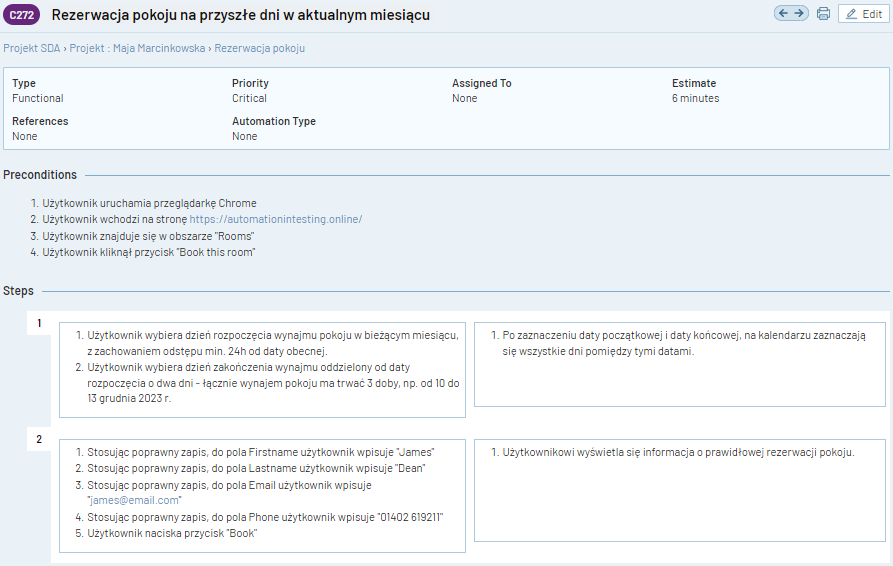 C272 Rezerwacja pokoju na przyszłe dni w aktualnym miesiącu
Edit
Projekt SDA › Projekt : Maja Marcinkowska › Rezerwacja pokoju
Type Priority Assigned To Estimate
Functional Critical None 6 minutes
References Automation Type
None None
Preconditions
1. Użytkownik uruchamia przeglądarkę Chrome
2. Użytkownik wchodzi na stronę https://automationintesting.online/
3. Użytkownik znajduje się w obszarze "Rooms"
4. Użytkownik kliknął przycisk "Book this room"
Steps
1
1. Użytkownik wybiera dzień rozpoczęcia wynajmu pokoju w bieżącym miesiącu,
z zachowaniem odstępu min. 24h od daty obecnej.
2. Użytkownik wybiera dzień zakończenia wynajmu oddzielony od daty
rozpoczęcia o dwa dni - łącznie wynajem pokoju ma trwać 3 doby, np. od 10 do
13 grudnia 2023 r.
1. Po zaznaczeniu daty początkowej i daty końcowej, na kalendarzu zaznaczają
się wszystkie dni pomiędzy tymi datami.
2
1. Stosując poprawny zapis, do pola Firstname użytkownik wpisuje "James"
2. Stosując poprawny zapis, do pola Lastname użytkownik wpisuje "Dean"
3. Stosując poprawny zapis, do pola Email użytkownik wpisuje
"james@email.com"
4. Stosując poprawny zapis, do pola Phone użytkownik wpisuje "01402 619211"
5. Użytkownik naciska przycisk "Book"
1. Użytkownikowi wyświetla się informacja o prawidłowej rezerwacji pokoju.